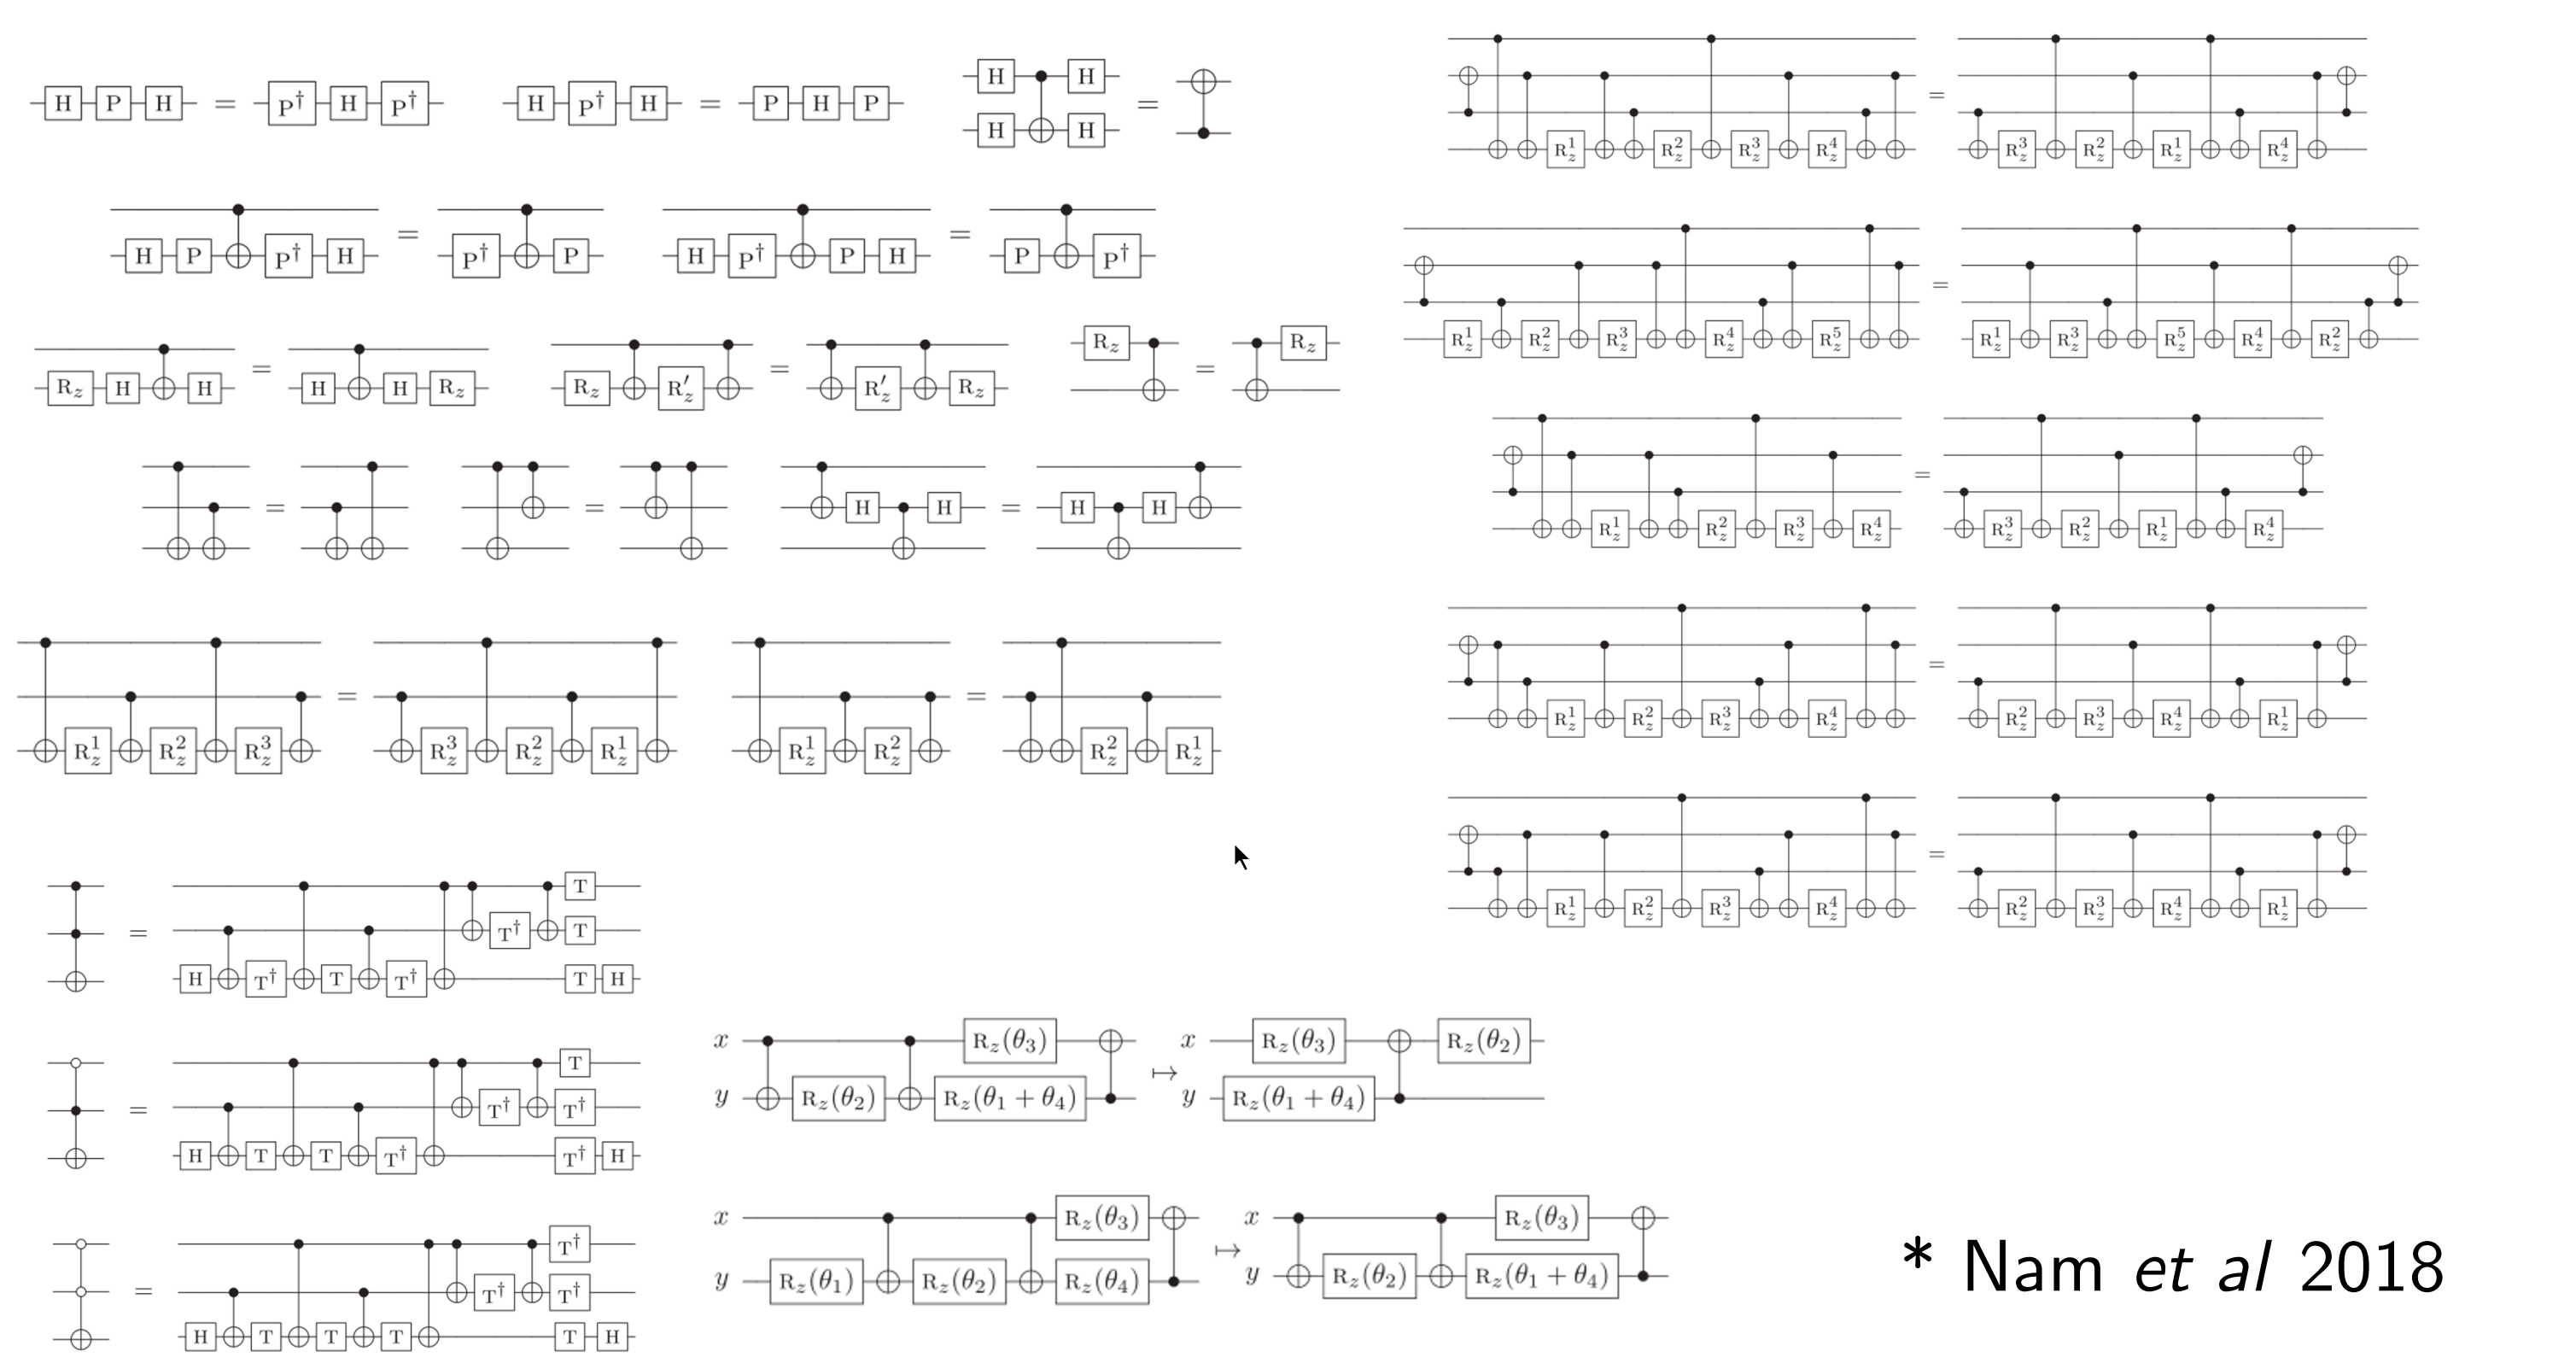 H P H = P† H P†
H P† H = P H P
H H
H H
=
H P P† H = P† P
H P† P H = P P†
Rz H H = H H Rz
Rz R′z = R′z Rz
Rz = Rz
=
=
H H = H H
R¹z R²z R³z = R³z R²z R¹z
R¹z R²z = R²z R¹z
R¹z R²z R³z R⁴z = R³z R²z R¹z R⁴z
R¹z R²z R³z R⁴z R⁵z = R¹z R³z R⁵z R⁴z R²z
R¹z R²z R³z R⁴z = R³z R²z R¹z R⁴z
R¹z R²z R³z R⁴z = R²z R³z R⁴z R¹z
R¹z R²z R³z R⁴z = R²z R³z R⁴z R¹z
T
= T† T
H T† T T† T H
T
= T† T†
H T T T† T† H
T†
= T† T†
H T T T T H
x Rz(θ3) ↦ x Rz(θ3) Rz(θ2)
y Rz(θ2) Rz(θ1 + θ4) y Rz(θ1 + θ4)
x Rz(θ3) ↦ x Rz(θ3)
y Rz(θ1) Rz(θ2) Rz(θ4) y Rz(θ2) Rz(θ1 + θ4)
* Nam et al 2018